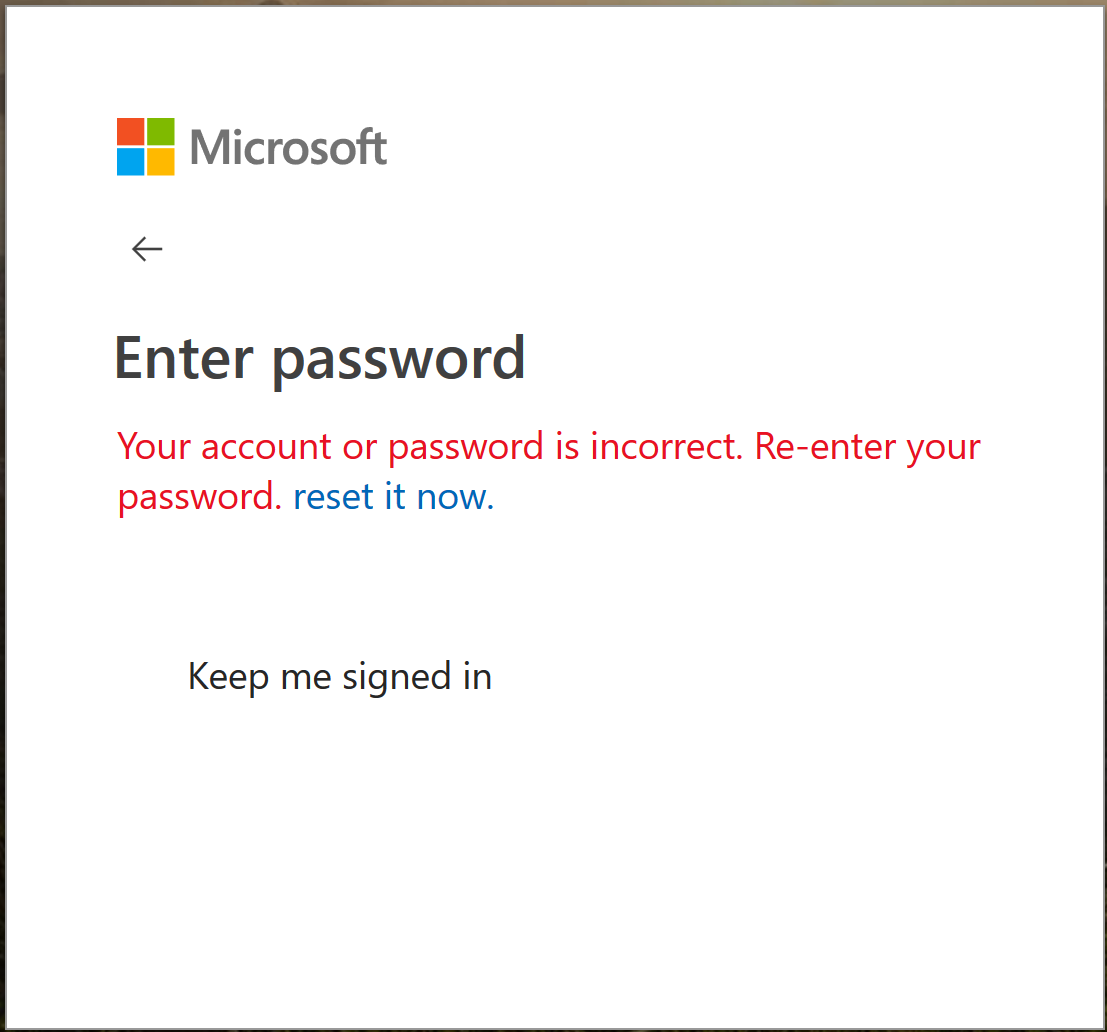 Microsoft
Enter password
Your account or password is incorrect. Re-enter your
password. reset it now.
Keep me signed in